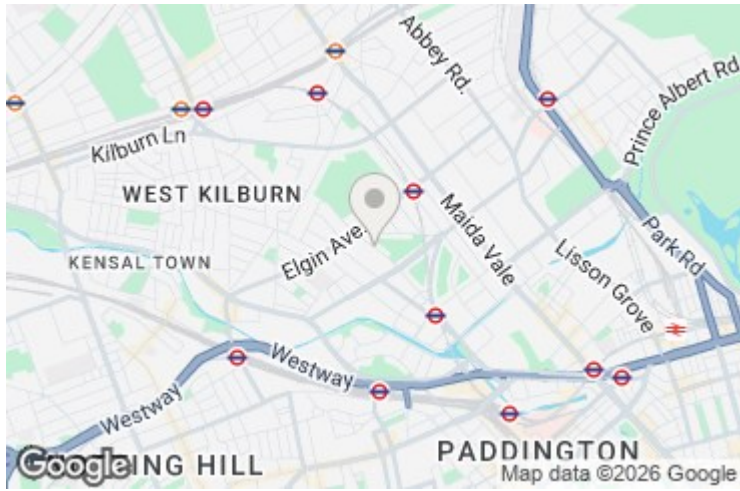 Abbey Rd.
Prince Albert Rd
Kilburn Ln
WEST KILBURN
Maida Vale
Elgin Ave.
Park Rd
Lisson Grove
KENSAL TOWN
Westway
Westway
PADDINGTON
ING HILL
Google
Map data ©2026 Google